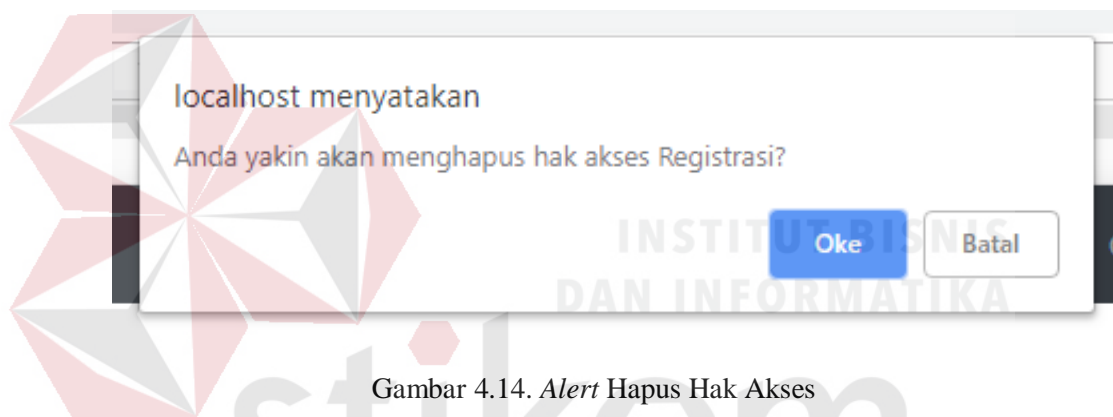 localhost menyatakan
Anda yakin akan menghapus hak akses Registrasi?
INSTITUT BISNIS
Oke
Batal
DAN INFORMATIKA
stikom
Gambar 4.14. Alert Hapus Hak Akses